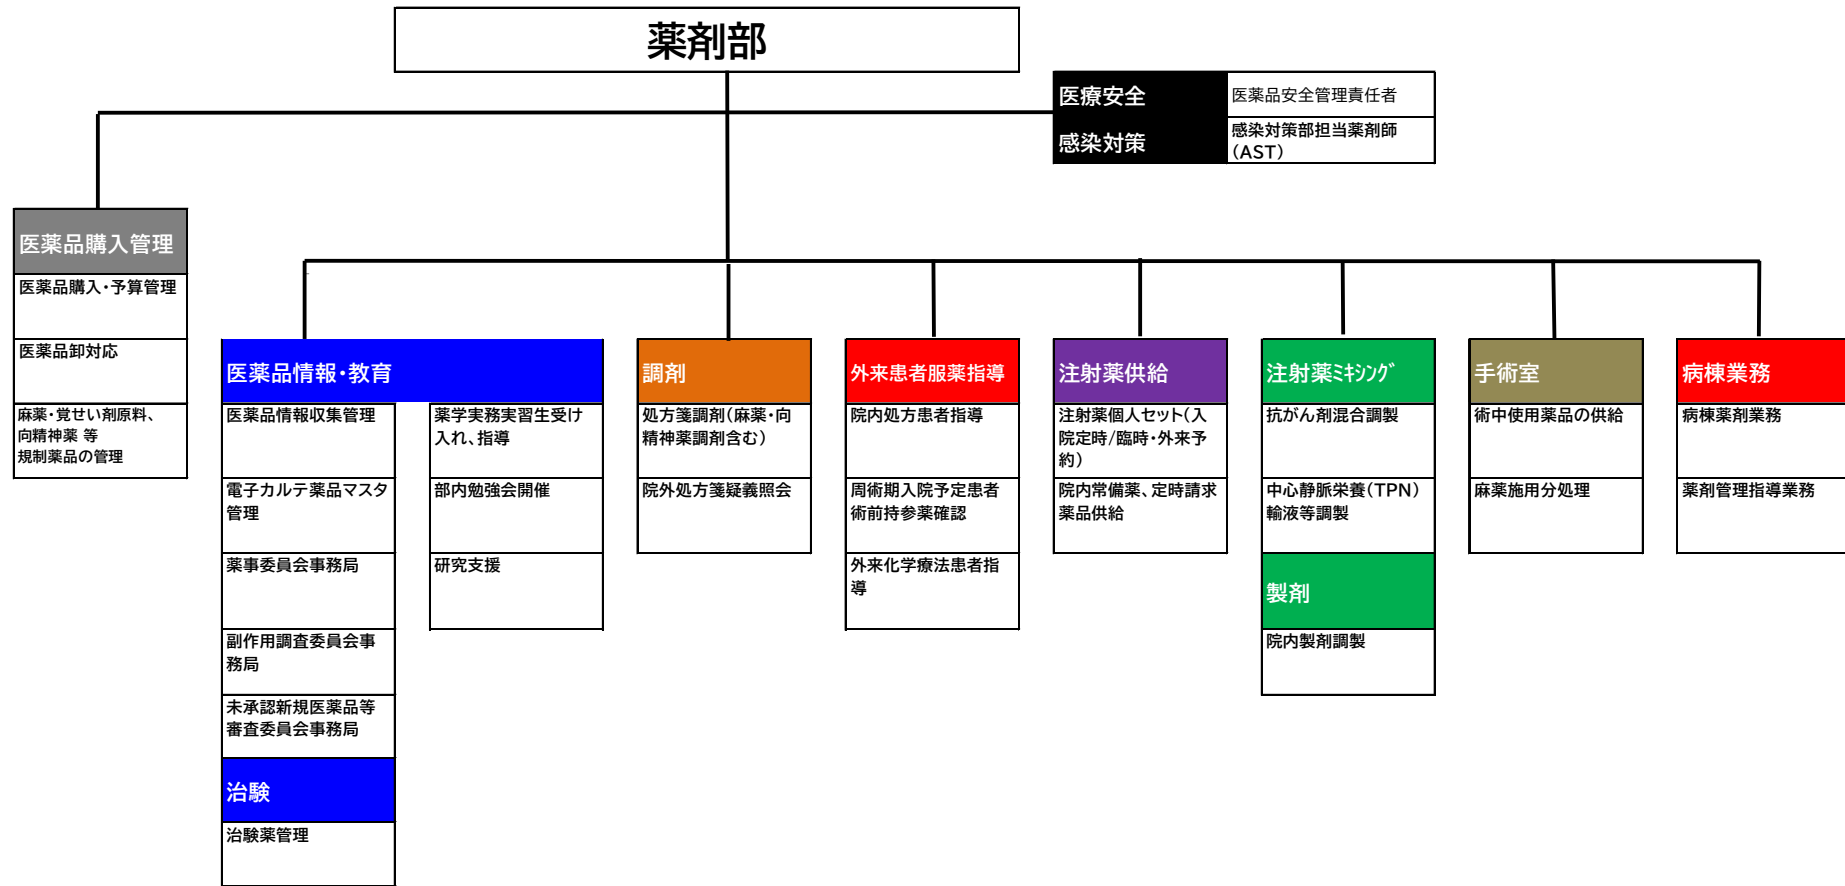 薬剤部
医療安全
医薬品安全管理責任者
感染対策
感染対策部担当薬剤師
(AST)
医薬品購入管理
医薬品購入・予算管理
医薬品卸対応
麻薬・覚せい剤原料、
向精神薬 等
規制薬品の管理
医薬品情報・教育
医薬品情報収集管理
電子カルテ薬品マスタ
管理
薬事委員会事務局
副作用調査委員会事
務局
未承認新規医薬品等
審査委員会事務局
治験
治験薬管理
薬学実務実習生受け
入れ、指導
部内勉強会開催
研究支援
調剤
処方箋調剤(麻薬・向
精神薬調剤含む)
院外処方箋疑義照会
外来患者服薬指導
院内処方患者指導
周術期入院予定患者
術前持参薬確認
外来化学療法患者指
導
注射薬供給
注射薬個人セット(入
院定時/臨時・外来予
約)
院内常備薬、定時請求
薬品供給
注射薬ﾐｷｼﾝｸﾞ
抗がん剤混合調製
中心静脈栄養(TPN)
輸液等調製
製剤
院内製剤調製
手術室
術中使用薬品の供給
麻薬施用分処理
病棟業務
病棟薬剤業務
薬剤管理指導業務